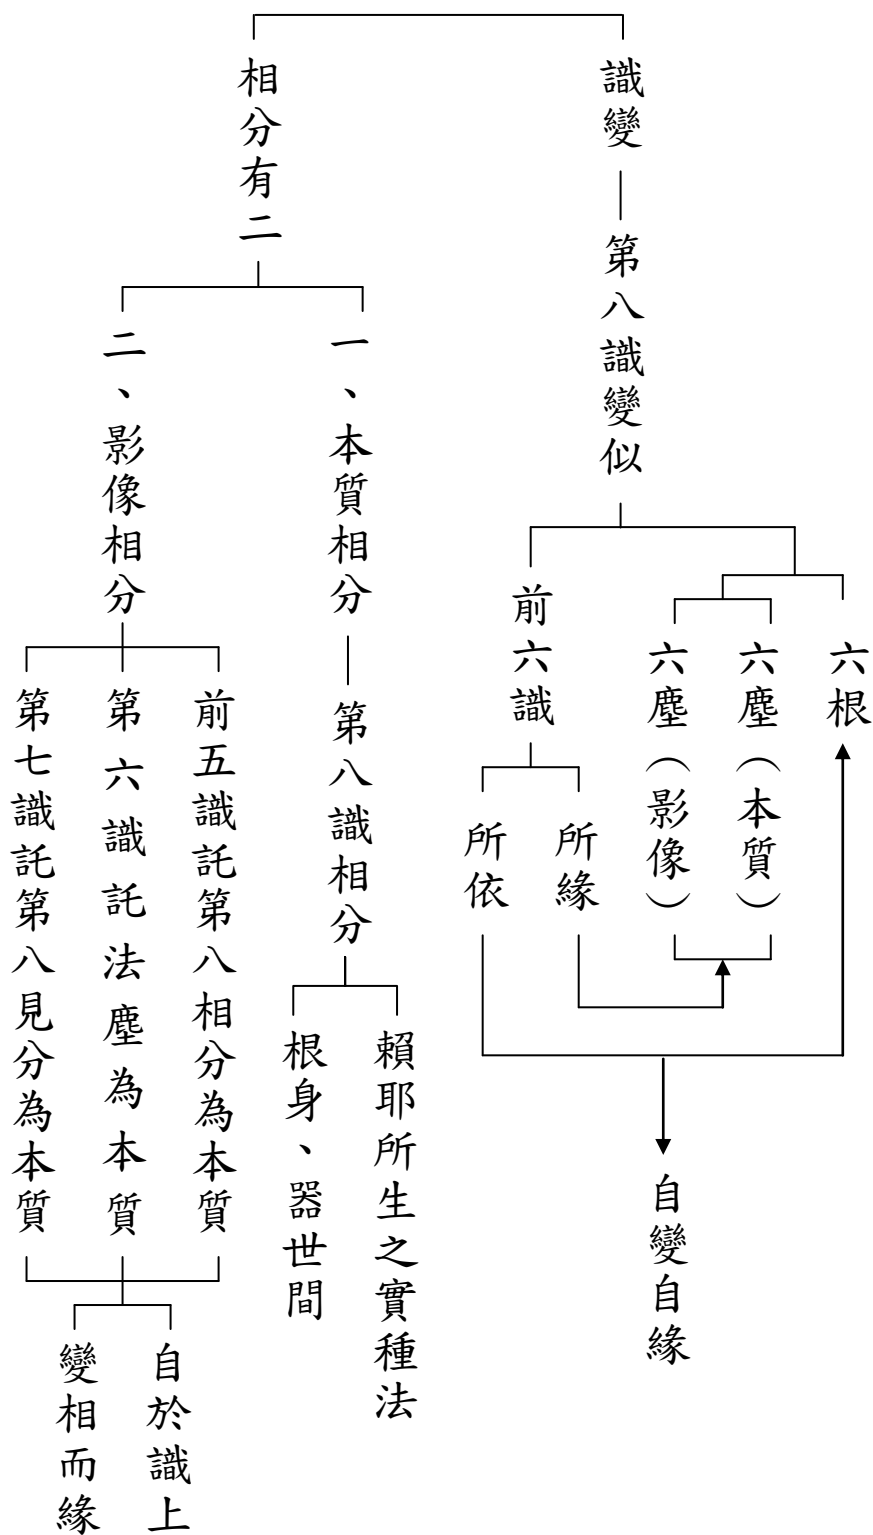 識變
第八識變似
六根
六塵（本質）
六塵（影像）
前六識
所緣
所依
自變自緣
相分有二
一、本質相分
第八識相分
賴耶所生之實種法
根身、器世間
二、影像相分
前五識託第八相分為本質
第六識託法塵為本質
第七識託第八見分為本質
自於識上
變相而緣